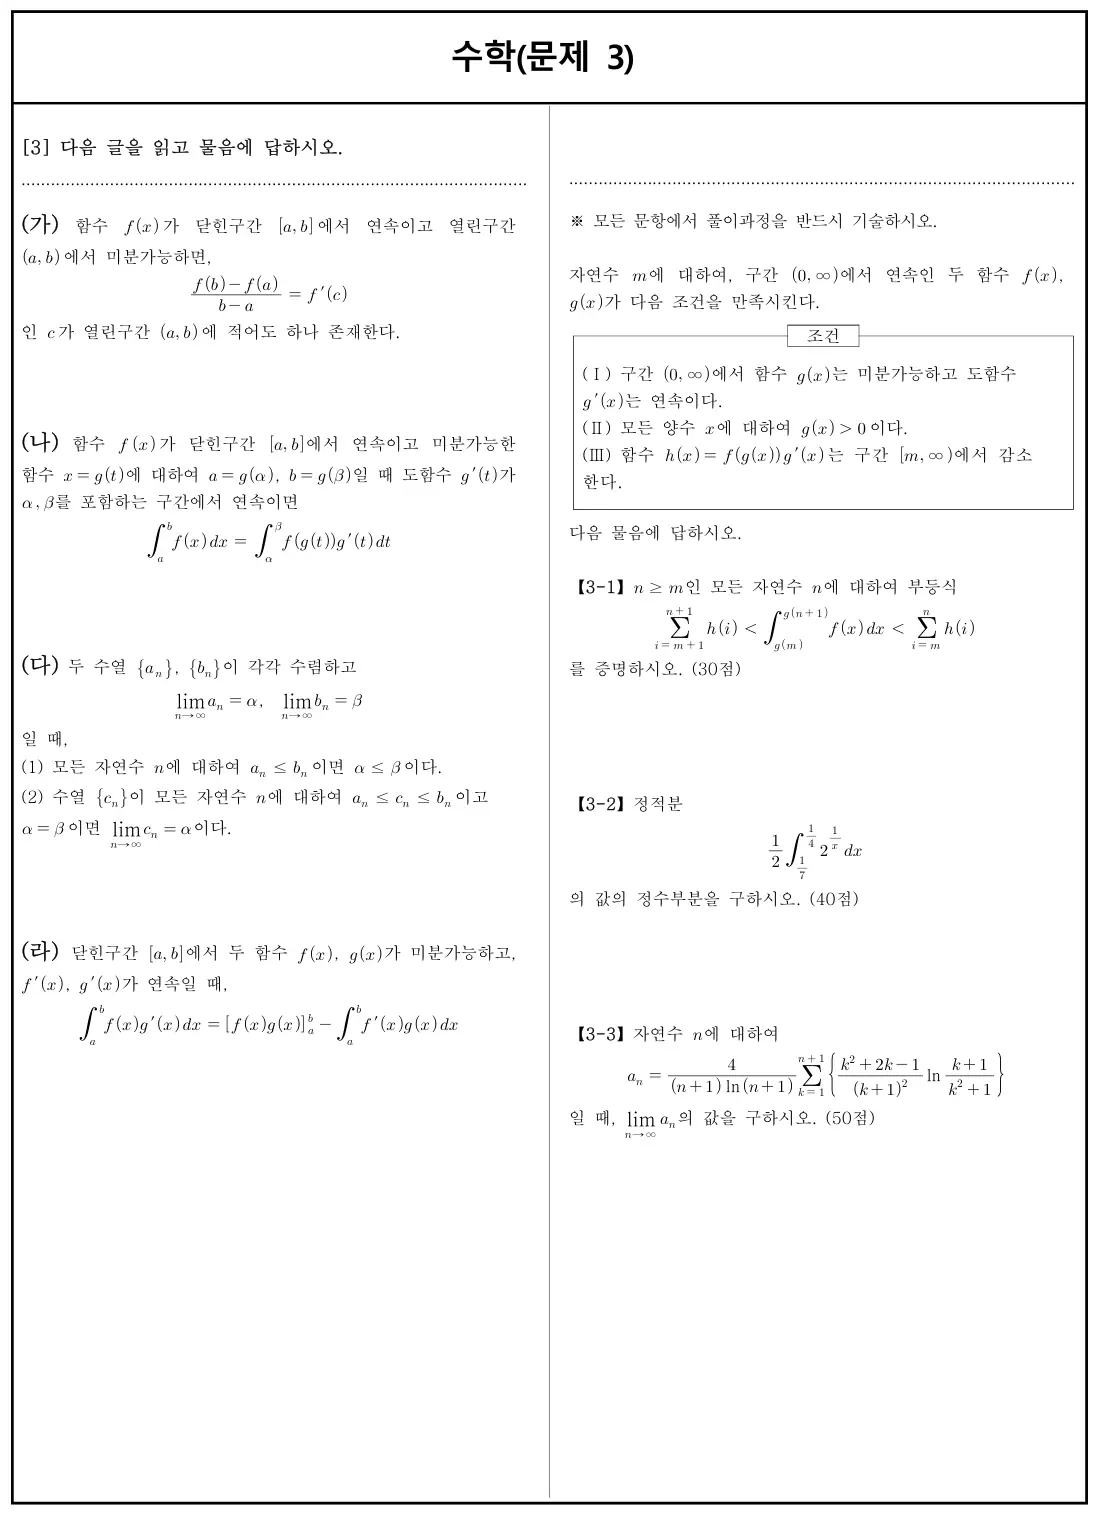 수학(문제 3)
[3] 다음 글을 읽고 물음에 답하시오.
(가) 함수 f(x)가 닫힌구간 [a, b]에서 연속이고 열린구간
(a, b)에서 미분가능하면,
\frac{f(b)-f(a)}{b-a} = f′(c)
인 c가 열린구간 (a, b)에 적어도 하나 존재한다.
(나) 함수 f(x)가 닫힌구간 [a, b]에서 연속이고 미분가능한
함수 x = g(t)에 대하여 a = g(α), b = g(β)일 때 도함수 g′(t)가
α, β를 포함하는 구간에서 연속이면
\int_{a}^{b} f(x)dx = \int_{α}^{β} f(g(t))g′(t)dt
(다) 두 수열 {a_n}, {b_n}이 각각 수렴하고
\lim_{n→∞} a_n = α, \lim_{n→∞} b_n = β
일 때,
(1) 모든 자연수 n에 대하여 a_n ≤ b_n이면 α ≤ β이다.
(2) 수열 {c_n}이 모든 자연수 n에 대하여 a_n ≤ c_n ≤ b_n이고
α = β이면 \lim_{n→∞} c_n = α이다.
(라) 닫힌구간 [a, b]에서 두 함수 f(x), g(x)가 미분가능하고,
f′(x), g′(x)가 연속일 때,
\int_{a}^{b} f(x)g′(x)dx = [f(x)g(x)]_{a}^{b} − \int_{a}^{b} f′(x)g(x)dx
※ 모든 문항에서 풀이과정을 반드시 기술하시오.
자연수 m에 대하여, 구간 (0, ∞)에서 연속인 두 함수 f(x),
g(x)가 다음 조건을 만족시킨다.
조건
(Ⅰ) 구간 (0, ∞)에서 함수 g(x)는 미분가능하고 도함수
g′(x)는 연속이다.
(Ⅱ) 모든 양수 x에 대하여 g(x) > 0이다.
(Ⅲ) 함수 h(x) = f(g(x))g′(x)는 구간 [m, ∞)에서 감소
한다.
다음 물음에 답하시오.
【3-1】 n ≥ m인 모든 자연수 n에 대하여 부등식
\sum_{i=m+1}^{n+1} h(i) < \int_{g(m)}^{g(n+1)} f(x)dx < \sum_{i=m}^{n} h(i)
를 증명하시오. (30점)
【3-2】 정적분
\frac{1}{2} \int_{\frac{1}{7}}^{\frac{1}{4}} 2^{\frac{1}{x}} dx
의 값의 정수부분을 구하시오. (40점)
【3-3】 자연수 n에 대하여
a_n = \frac{4}{(n+1)\ln(n+1)} \sum_{k=1}^{n+1} \{ \frac{k^2+2k-1}{(k+1)^2} \ln \frac{k+1}{k^2+1} \}
일 때, \lim_{n→∞} a_n의 값을 구하시오. (50점)